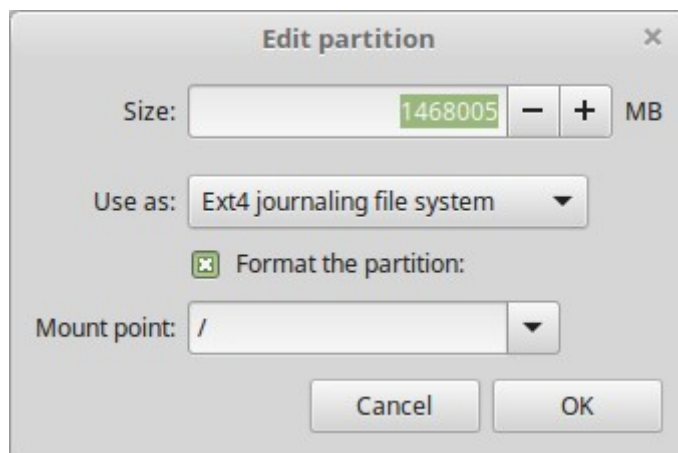 Edit partition
Size: 1468005 MB
Use as: Ext4 journaling file system
Format the partition:
Mount point: /
Cancel OK